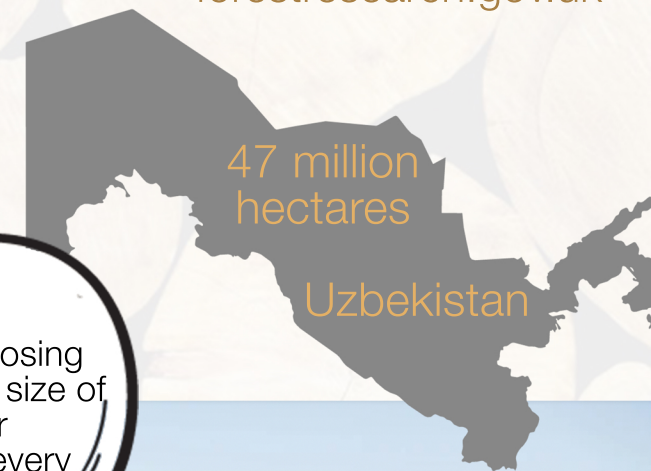 47 million
hectares
Uzbekistan
osing
size of
r
every